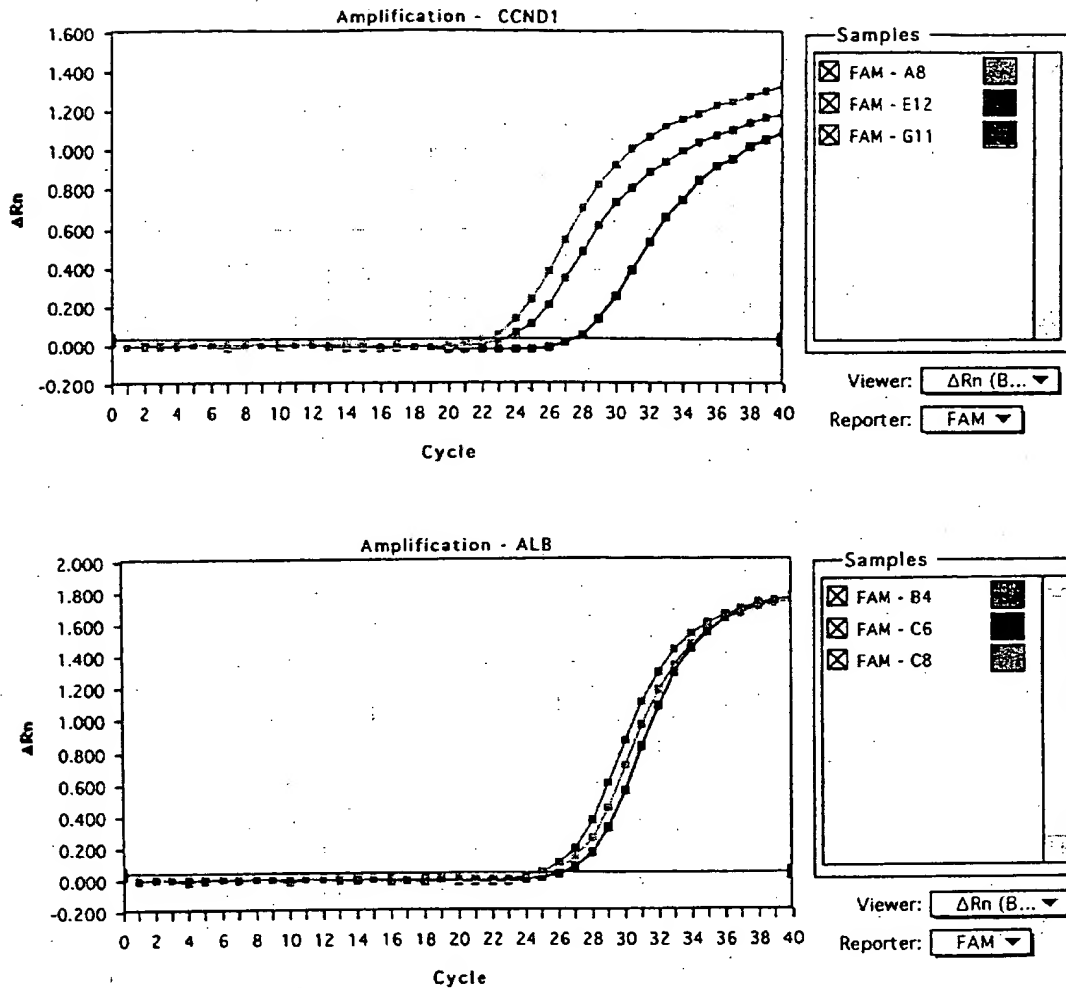 Amplification - CCND1
1.600
1.400
1.200
1.000
0.800
0.600
0.400
0.200
0.000
-0.200
ΔRn
0 2 4 6 8 10 12 14 16 18 20 22 24 26 28 30 32 34 36 38 40
Cycle
Samples
FAM - A8
FAM - E12
FAM - G11
Viewer: ΔRn (B...
Reporter: FAM
Amplification - ALB
2.000
1.800
1.600
1.400
1.200
1.000
0.800
0.600
0.400
0.200
0.000
-0.200
ΔRn
0 2 4 6 8 10 12 14 16 18 20 22 24 26 28 30 32 34 36 38 40
Cycle
Samples
FAM - B4
FAM - C6
FAM - C8
Viewer: ΔRn (B...
Reporter: FAM